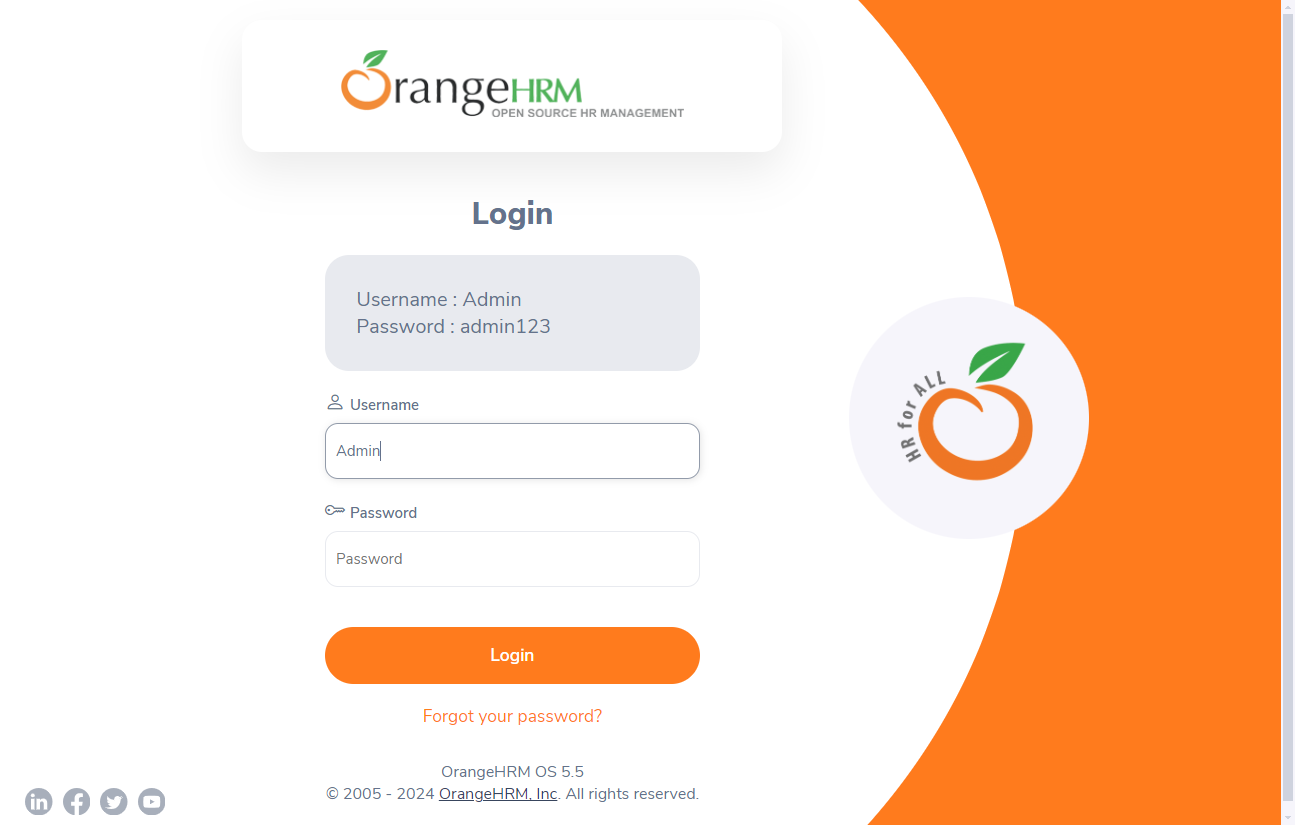 OrangeHRM
OPEN SOURCE HR MANAGEMENT
Login
Username : Admin
Password : admin123
Username
Admin
Password
Password
Login
Forgot your password?
OrangeHRM OS 5.5
© 2005 - 2024 OrangeHRM, Inc. All rights reserved.
HR for ALL